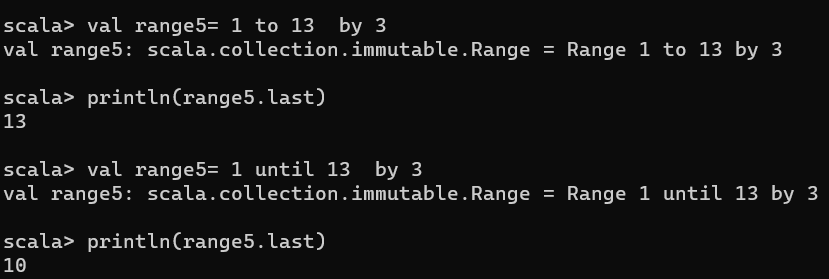 scala> val range5= 1 to 13  by 3
val range5: scala.collection.immutable.Range = Range 1 to 13 by 3
scala> println(range5.last)
13
scala> val range5= 1 until 13  by 3
val range5: scala.collection.immutable.Range = Range 1 until 13 by 3
scala> println(range5.last)
10